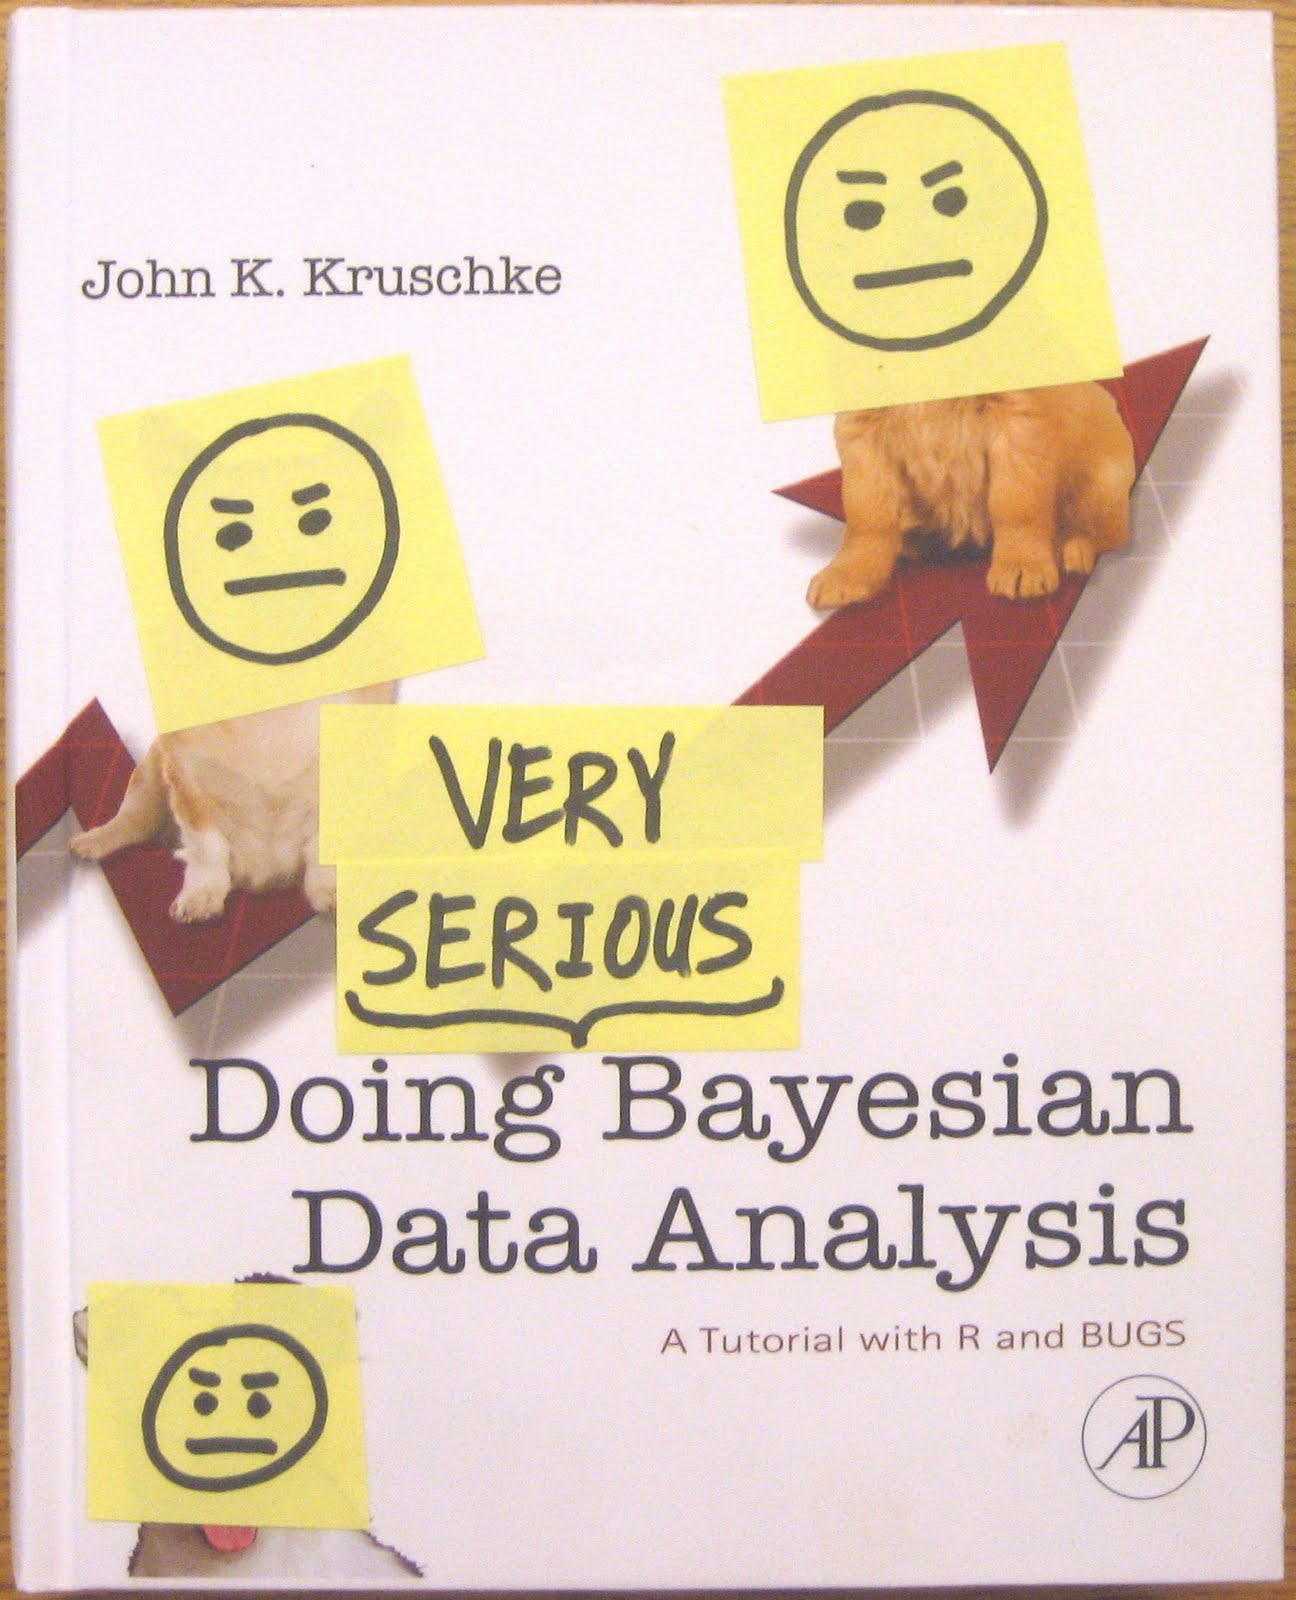 John K. Kruschke
VERY
SERIOUS
Doing Bayesian
Data Analysis
A Tutorial with R and BUGS
AP